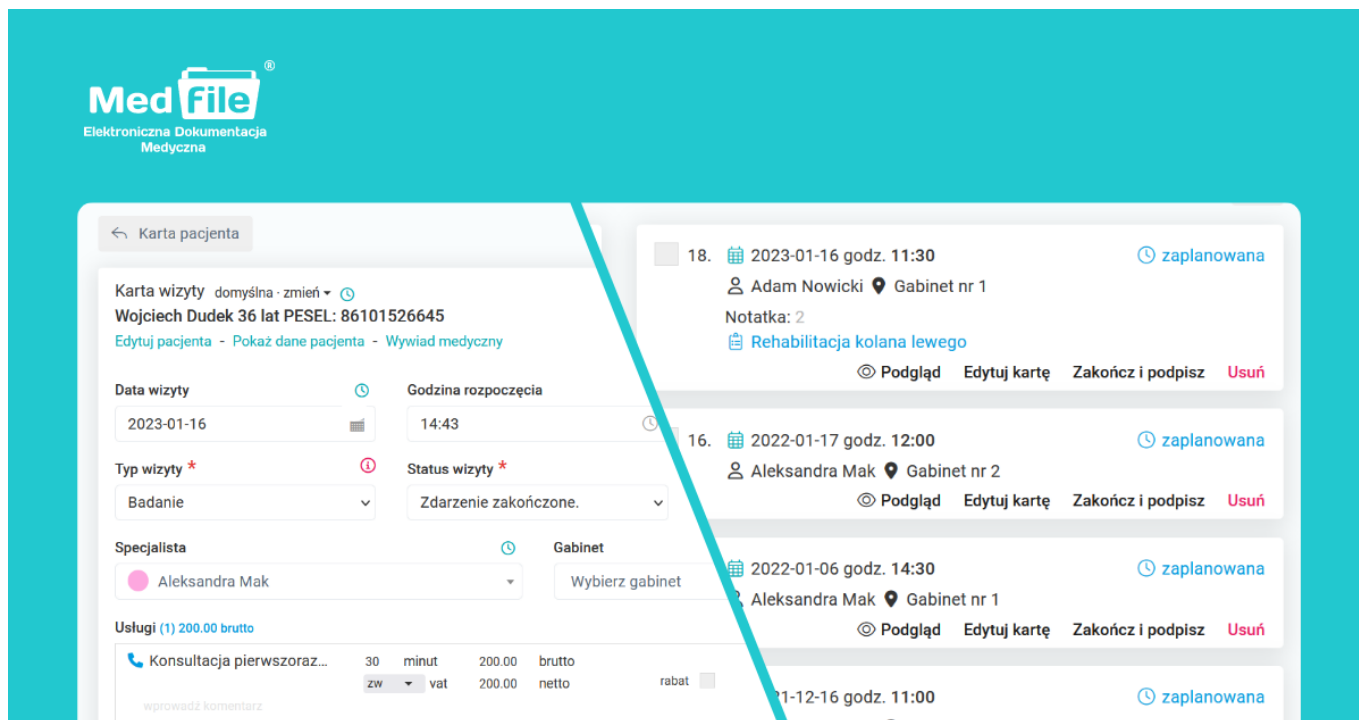 Med file ®
Elektroniczna Dokumentacja
Medyczna
Karta pacjenta
Karta wizyty domyślna · zmień
Wojciech Dudek 36 lat PESEL: 86101526645
Edytuj pacjenta - Pokaż dane pacjenta - Wywiad medyczny
Data wizyty Godzina rozpoczęcia
2023-01-16 14:43
Typ wizyty * Status wizyty *
Badanie Zdarzenie zakończone.
Specjalista Gabinet
Aleksandra Mak Wybierz gabinet
Usługi (1) 200.00 brutto
Konsultacja pierwszoraz... 30 minut 200.00 brutto
zw vat 200.00 netto rabat
wprowadź komentarz
18. 2023-01-16 godz. 11:30 zaplanowana
Adam Nowicki Gabinet nr 1
Notatka: 2
Rehabilitacja kolana lewego
Podgląd Edytuj kartę Zakończ i podpisz Usuń
16. 2022-01-17 godz. 12:00 zaplanowana
Aleksandra Mak Gabinet nr 2
Podgląd Edytuj kartę Zakończ i podpisz Usuń
2022-01-06 godz. 14:30 zaplanowana
Aleksandra Mak Gabinet nr 1
Podgląd Edytuj kartę Zakończ i podpisz Usuń
21-12-16 godz. 11:00 zaplanowana